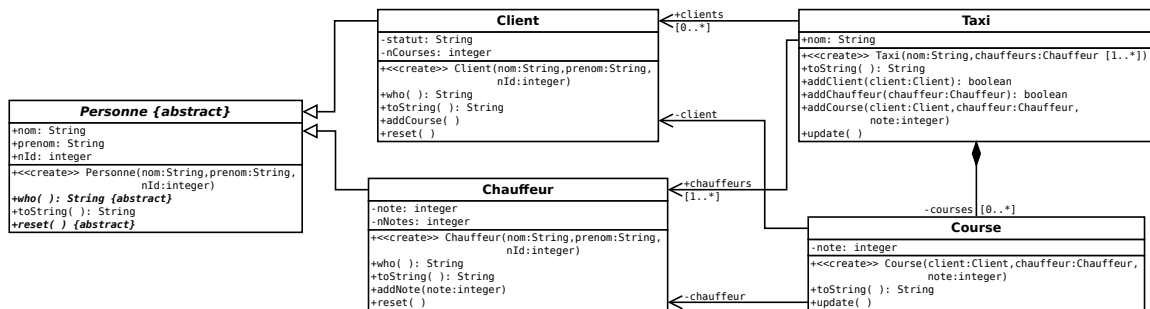 Personne {abstract}
+nom: String
+prenom: String
+nId: integer
+<<create>> Personne(nom:String,prenom:String,
nId:integer)
+who( ): String {abstract}
+toString( ): String
+reset( ) {abstract}
Client
-statut: String
-nCourses: integer
+<<create>> Client(nom:String,prenom:String,
nId:integer)
+who( ): String
+toString( ): String
+addCourse( )
+reset( )
Chauffeur
-note: integer
-nNotes: integer
+<<create>> Chauffeur(nom:String,prenom:String,
nId:integer)
+who( ): String
+toString( ): String
+addNote(note:integer)
+reset( )
+clients
[0..*]
-client
+chauffeurs
[1..*]
-chauffeur
Taxi
+nom: String
+<<create>> Taxi(nom:String,chauffeurs:Chauffeur [1..*])
+toString( ): String
+addClient(client:Client): boolean
+addChauffeur(chauffeur:Chauffeur): boolean
+addCourse(client:Client,chauffeur:Chauffeur,
note:integer)
+update( )
-courses [0..*]
Course
-note: integer
+<<create>> Course(client:Client,chauffeur:Chauffeur,
note:integer)
+toString( ): String
+update( )